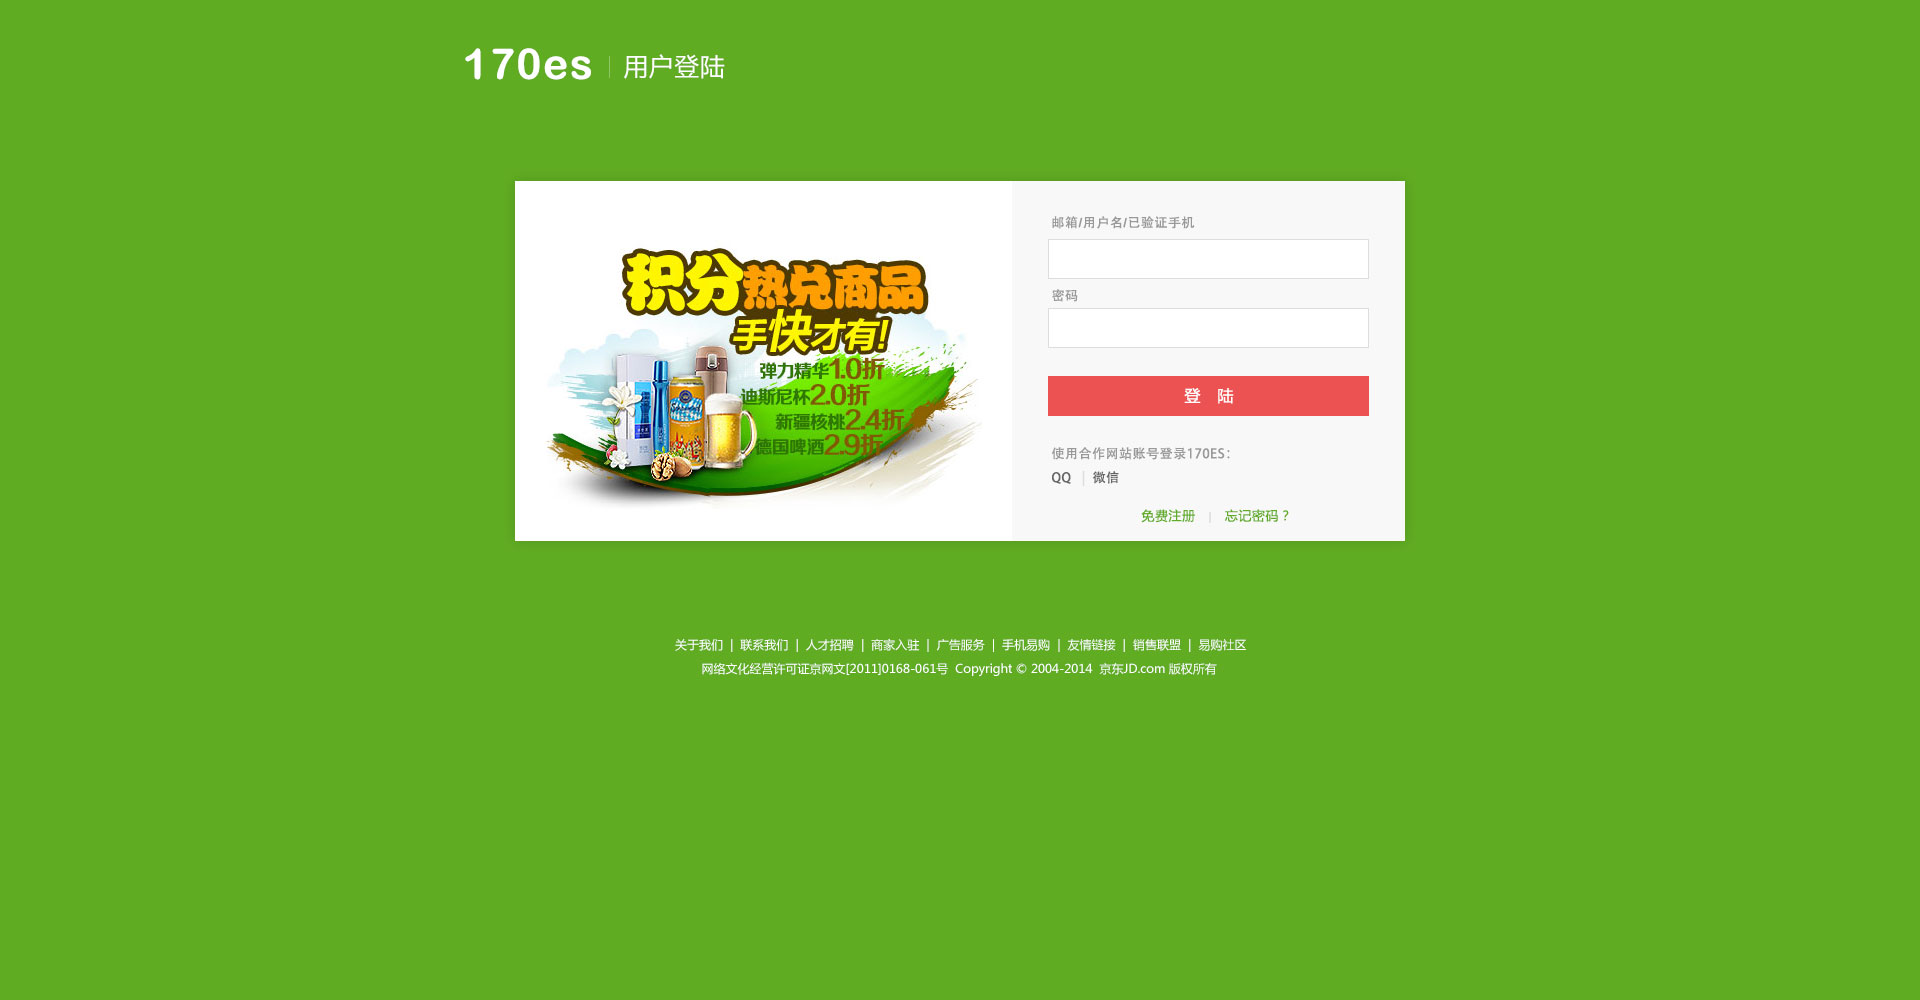 170es | 用户登陆
积分热兑商品
手快才有!
弹力精华1.0折
迪斯尼杯2.0折
新疆核桃2.4折
德国啤酒2.9折
邮箱/用户名/已验证手机
密码
登 陆
使用合作网站账号登录170ES:
QQ | 微信
免费注册 | 忘记密码?
关于我们 | 联系我们 | 人才招聘 | 商家入驻 | 广告服务 | 手机易购 | 友情链接 | 销售联盟 | 易购社区
网络文化经营许可证京网文[2011]0168-061号 Copyright © 2004-2014 京东JD.com 版权所有